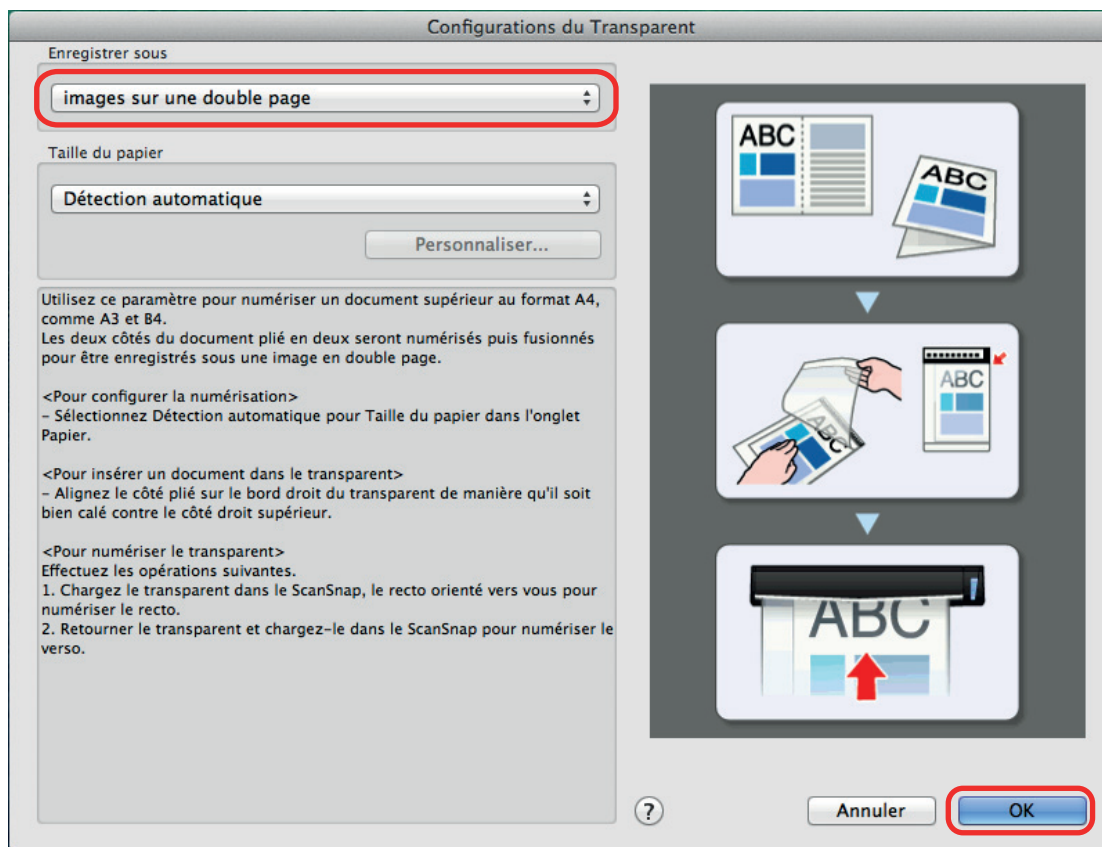 Configurations du Transparent
Enregistrer sous
images sur une double page
Taille du papier
Détection automatique
Personnaliser...
Utilisez ce paramètre pour numériser un document supérieur au format A4,
comme A3 et B4.
Les deux côtés du document plié en deux seront numérisés puis fusionnés
pour être enregistrés sous une image en double page.
<Pour configurer la numérisation>
– Sélectionnez Détection automatique pour Taille du papier dans l'onglet
Papier.
<Pour insérer un document dans le transparent>
– Alignez le côté plié sur le bord droit du transparent de manière qu'il soit
bien calé contre le côté droit supérieur.
<Pour numériser le transparent>
Effectuez les opérations suivantes.
1. Chargez le transparent dans le ScanSnap, le recto orienté vers vous pour
numériser le recto.
2. Retourner le transparent et chargez-le dans le ScanSnap pour numériser le
verso.
ABC
ABC
ABC
ABC
ABC
?
Annuler
OK